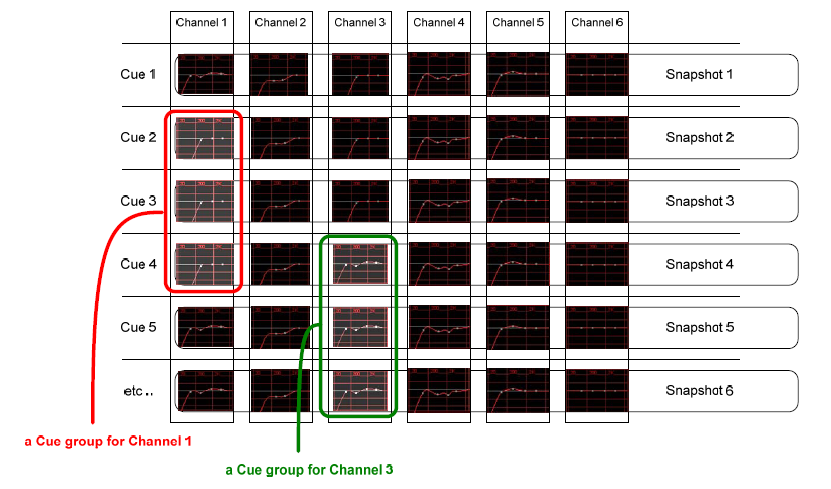 Channel 1 Channel 2 Channel 3 Channel 4 Channel 5 Channel 6
Cue 1 Snapshot 1
Cue 2 Snapshot 2
Cue 3 Snapshot 3
Cue 4 Snapshot 4
Cue 5 Snapshot 5
etc.. Snapshot 6
a Cue group for Channel 1
a Cue group for Channel 3